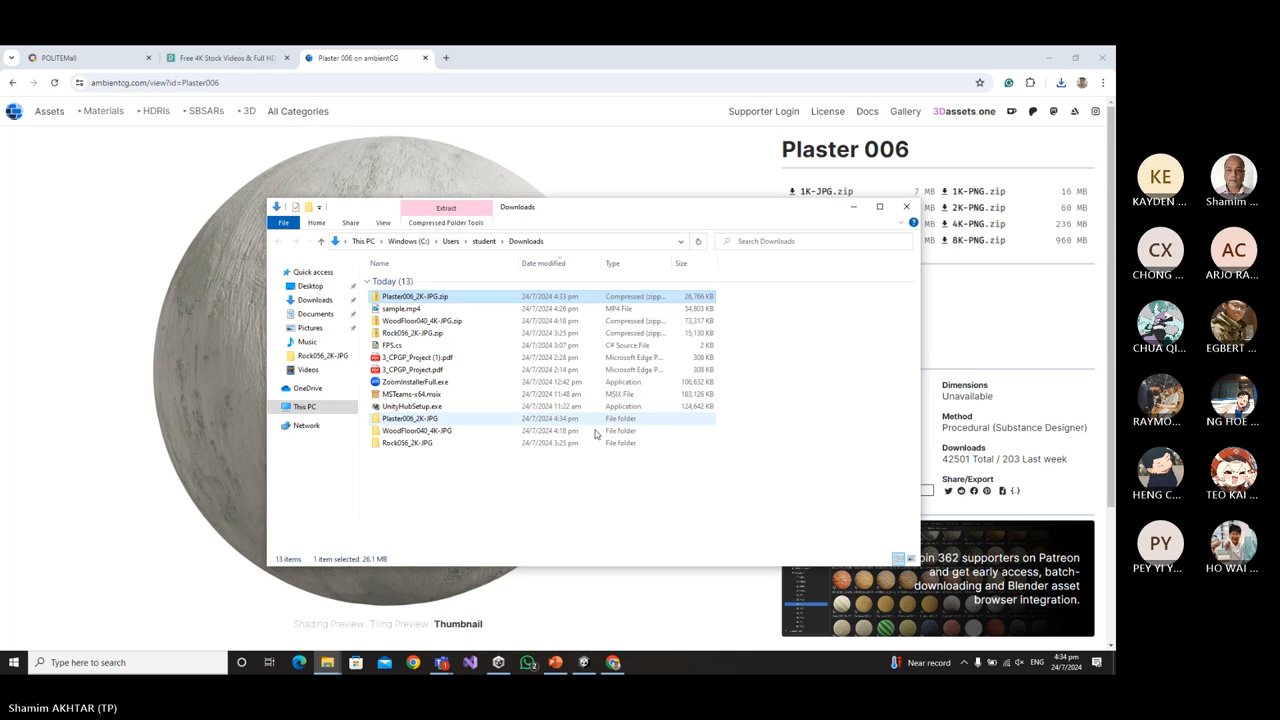 POLITEMall
Free 4K Stock Videos & Full HD
Plaster 006 on ambientCG
ambientcg.com/view?id=Plaster006
Assets
Materials
HDRIs
SBSARs
3D
All Categories
Supporter Login
License
Docs
Gallery
3Dassets.one
Plaster 006
1K-JPG.zip 7 MB 1K-PNG.zip 16 MB
MB 2K-PNG.zip 60 MB
MB 4K-PNG.zip 236 MB
MB 8K-PNG.zip 960 MB
Extract
Downloads
File
Home
Share
View
Compressed Folder Tools
This PC
Windows (C:)
Users
student
Downloads
Search Downloads
Name
Date modified
Type
Size
Quick access
Desktop
Downloads
Documents
Pictures
Music
Rock056_2K-JPG
Videos
OneDrive
This PC
Network
Today (13)
Plaster006_2K-JPG.zip 24/7/2024 4:33 pm Compressed (zipp... 26,766 KB
sample.mp4 24/7/2024 4:26 pm MP4 File 54,803 KB
WoodFloor040_4K-JPG.zip 24/7/2024 4:18 pm Compressed (zipp... 73,317 KB
Rock056_2K-JPG.zip 24/7/2024 3:25 pm Compressed (zipp... 15,130 KB
FPS.cs 24/7/2024 3:07 pm C# Source File 2 KB
3_CPGP_Project (1).pdf 24/7/2024 2:28 pm Microsoft Edge P... 308 KB
3_CPGP_Project.pdf 24/7/2024 2:14 pm Microsoft Edge P... 308 KB
ZoomInstallerFull.exe 24/7/2024 12:42 pm Application 106,632 KB
MSTeams-x64.msix 24/7/2024 11:48 am MSIX File 183,126 KB
UnityHubSetup.exe 24/7/2024 11:22 am Application 124,642 KB
Plaster006_2K-JPG 24/7/2024 4:34 pm File folder
WoodFloor040_4K-JPG 24/7/2024 4:18 pm File folder
Rock056_2K-JPG 24/7/2024 3:25 pm File folder
13 items
1 item selected 26.1 MB
Dimensions
Unavailable
Method
Procedural (Substance Designer)
Downloads
42501 Total / 203 Last week
Share/Export
oin 362 supporters on Patreon
and get early access, batch-
downloading and Blender asset
browser integration.
Shading Preview
Tiling Preview
Thumbnail
Type here to search
Near record
ENG
4:34 pm
24/7/2024
KE
KAYDEN ...
Shamim ...
CX
CHONG ...
AC
ARJO RA...
CHUA QI...
EGBERT ...
RAYMO...
NG HOE ...
HENG C...
TEO KAI ...
PY
PEY YI Y...
HO WAI ...
Shamim AKHTAR (TP)